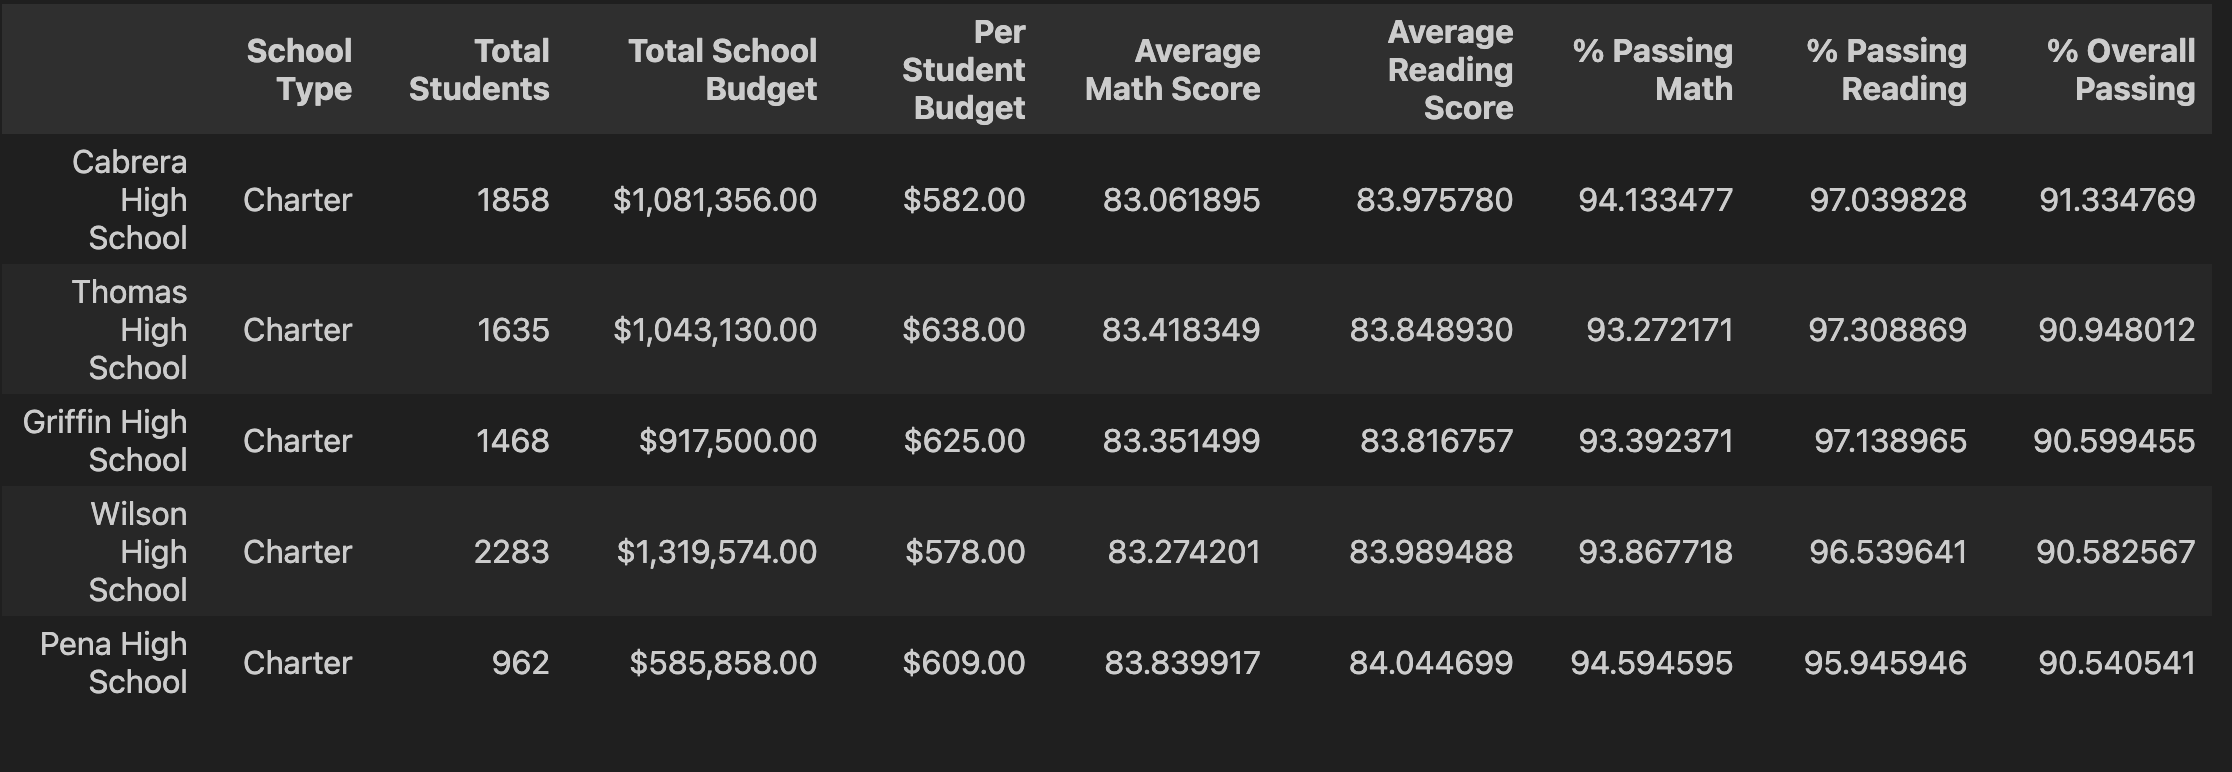 School Type Total Students Total School Budget Per Student Budget Average Math Score Average Reading Score % Passing Math % Passing Reading % Overall Passing
Cabrera High School Charter 1858 $1,081,356.00 $582.00 83.061895 83.975780 94.133477 97.039828 91.334769
Thomas High School Charter 1635 $1,043,130.00 $638.00 83.418349 83.848930 93.272171 97.308869 90.948012
Griffin High School Charter 1468 $917,500.00 $625.00 83.351499 83.816757 93.392371 97.138965 90.599455
Wilson High School Charter 2283 $1,319,574.00 $578.00 83.274201 83.989488 93.867718 96.539641 90.582567
Pena High School Charter 962 $585,858.00 $609.00 83.839917 84.044699 94.594595 95.945946 90.540541